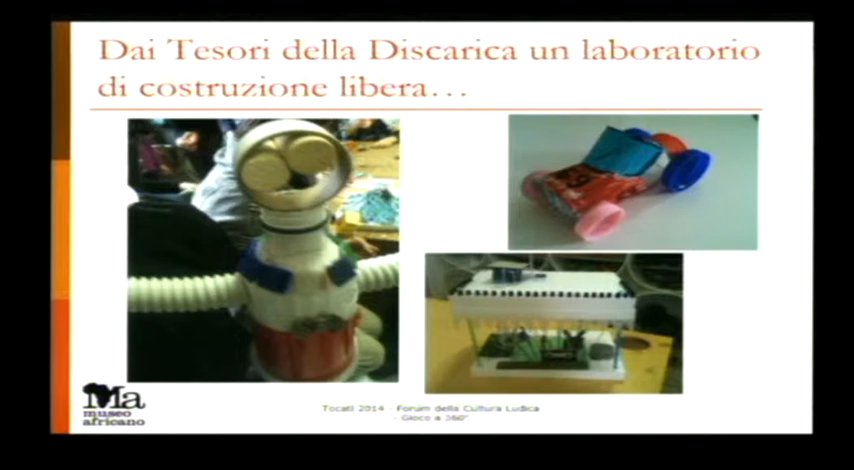 Dai Tesori della Discarica un laboratorio
di costruzione libera...
Ma
museo
africano
Tocatì 2014 - Forum della Cultura Ludica
- Gioco a 360°